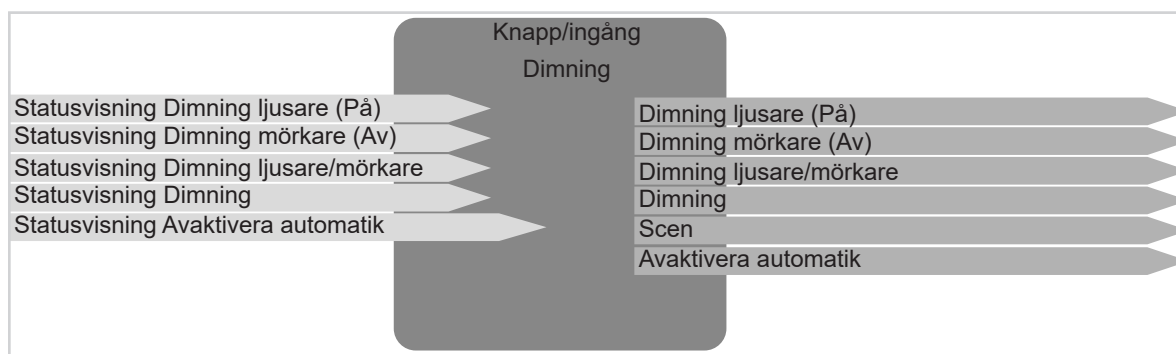 Knapp/ingång
Dimning
Statusvisning Dimning ljusare (På)
Statusvisning Dimning mörkare (Av)
Statusvisning Dimning ljusare/mörkare
Statusvisning Dimning
Statusvisning Avaktivera automatik
Dimning ljusare (På)
Dimning mörkare (Av)
Dimning ljusare/mörkare
Dimning
Scen
Avaktivera automatik